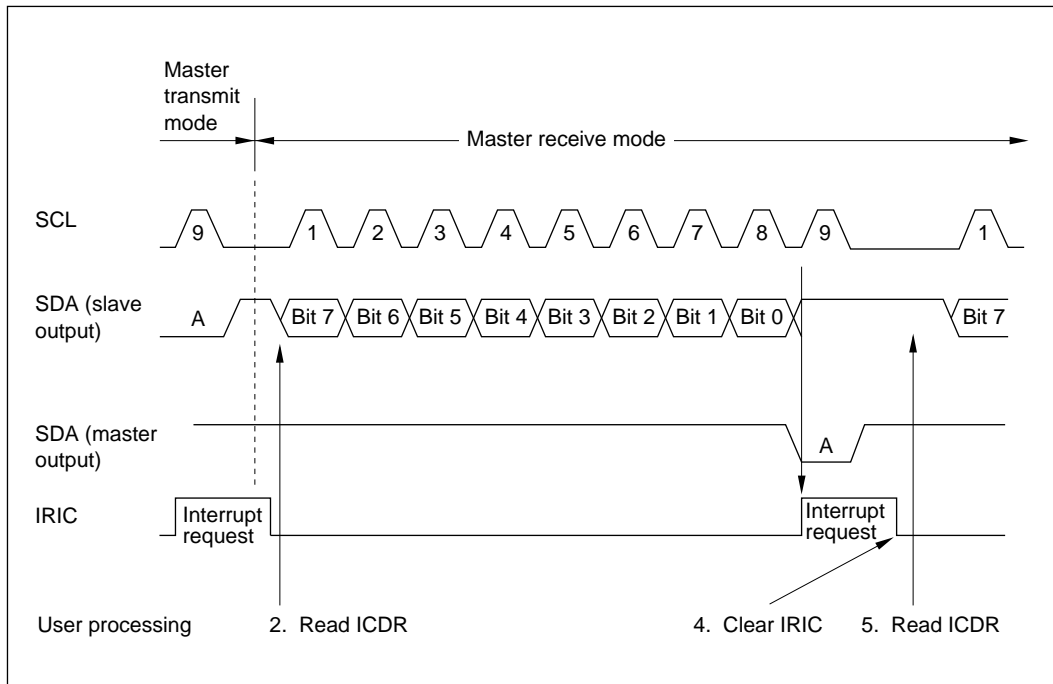 Master
transmit
mode
Master receive mode
SCL
9 1 2 3 4 5 6 7 8 9 1
SDA (slave
output)
A Bit 7 Bit 6 Bit 5 Bit 4 Bit 3 Bit 2 Bit 1 Bit 0 Bit 7
SDA (master
output)
A
IRIC
Interrupt
request
Interrupt
request
User processing 2. Read ICDR 4. Clear IRIC 5. Read ICDR